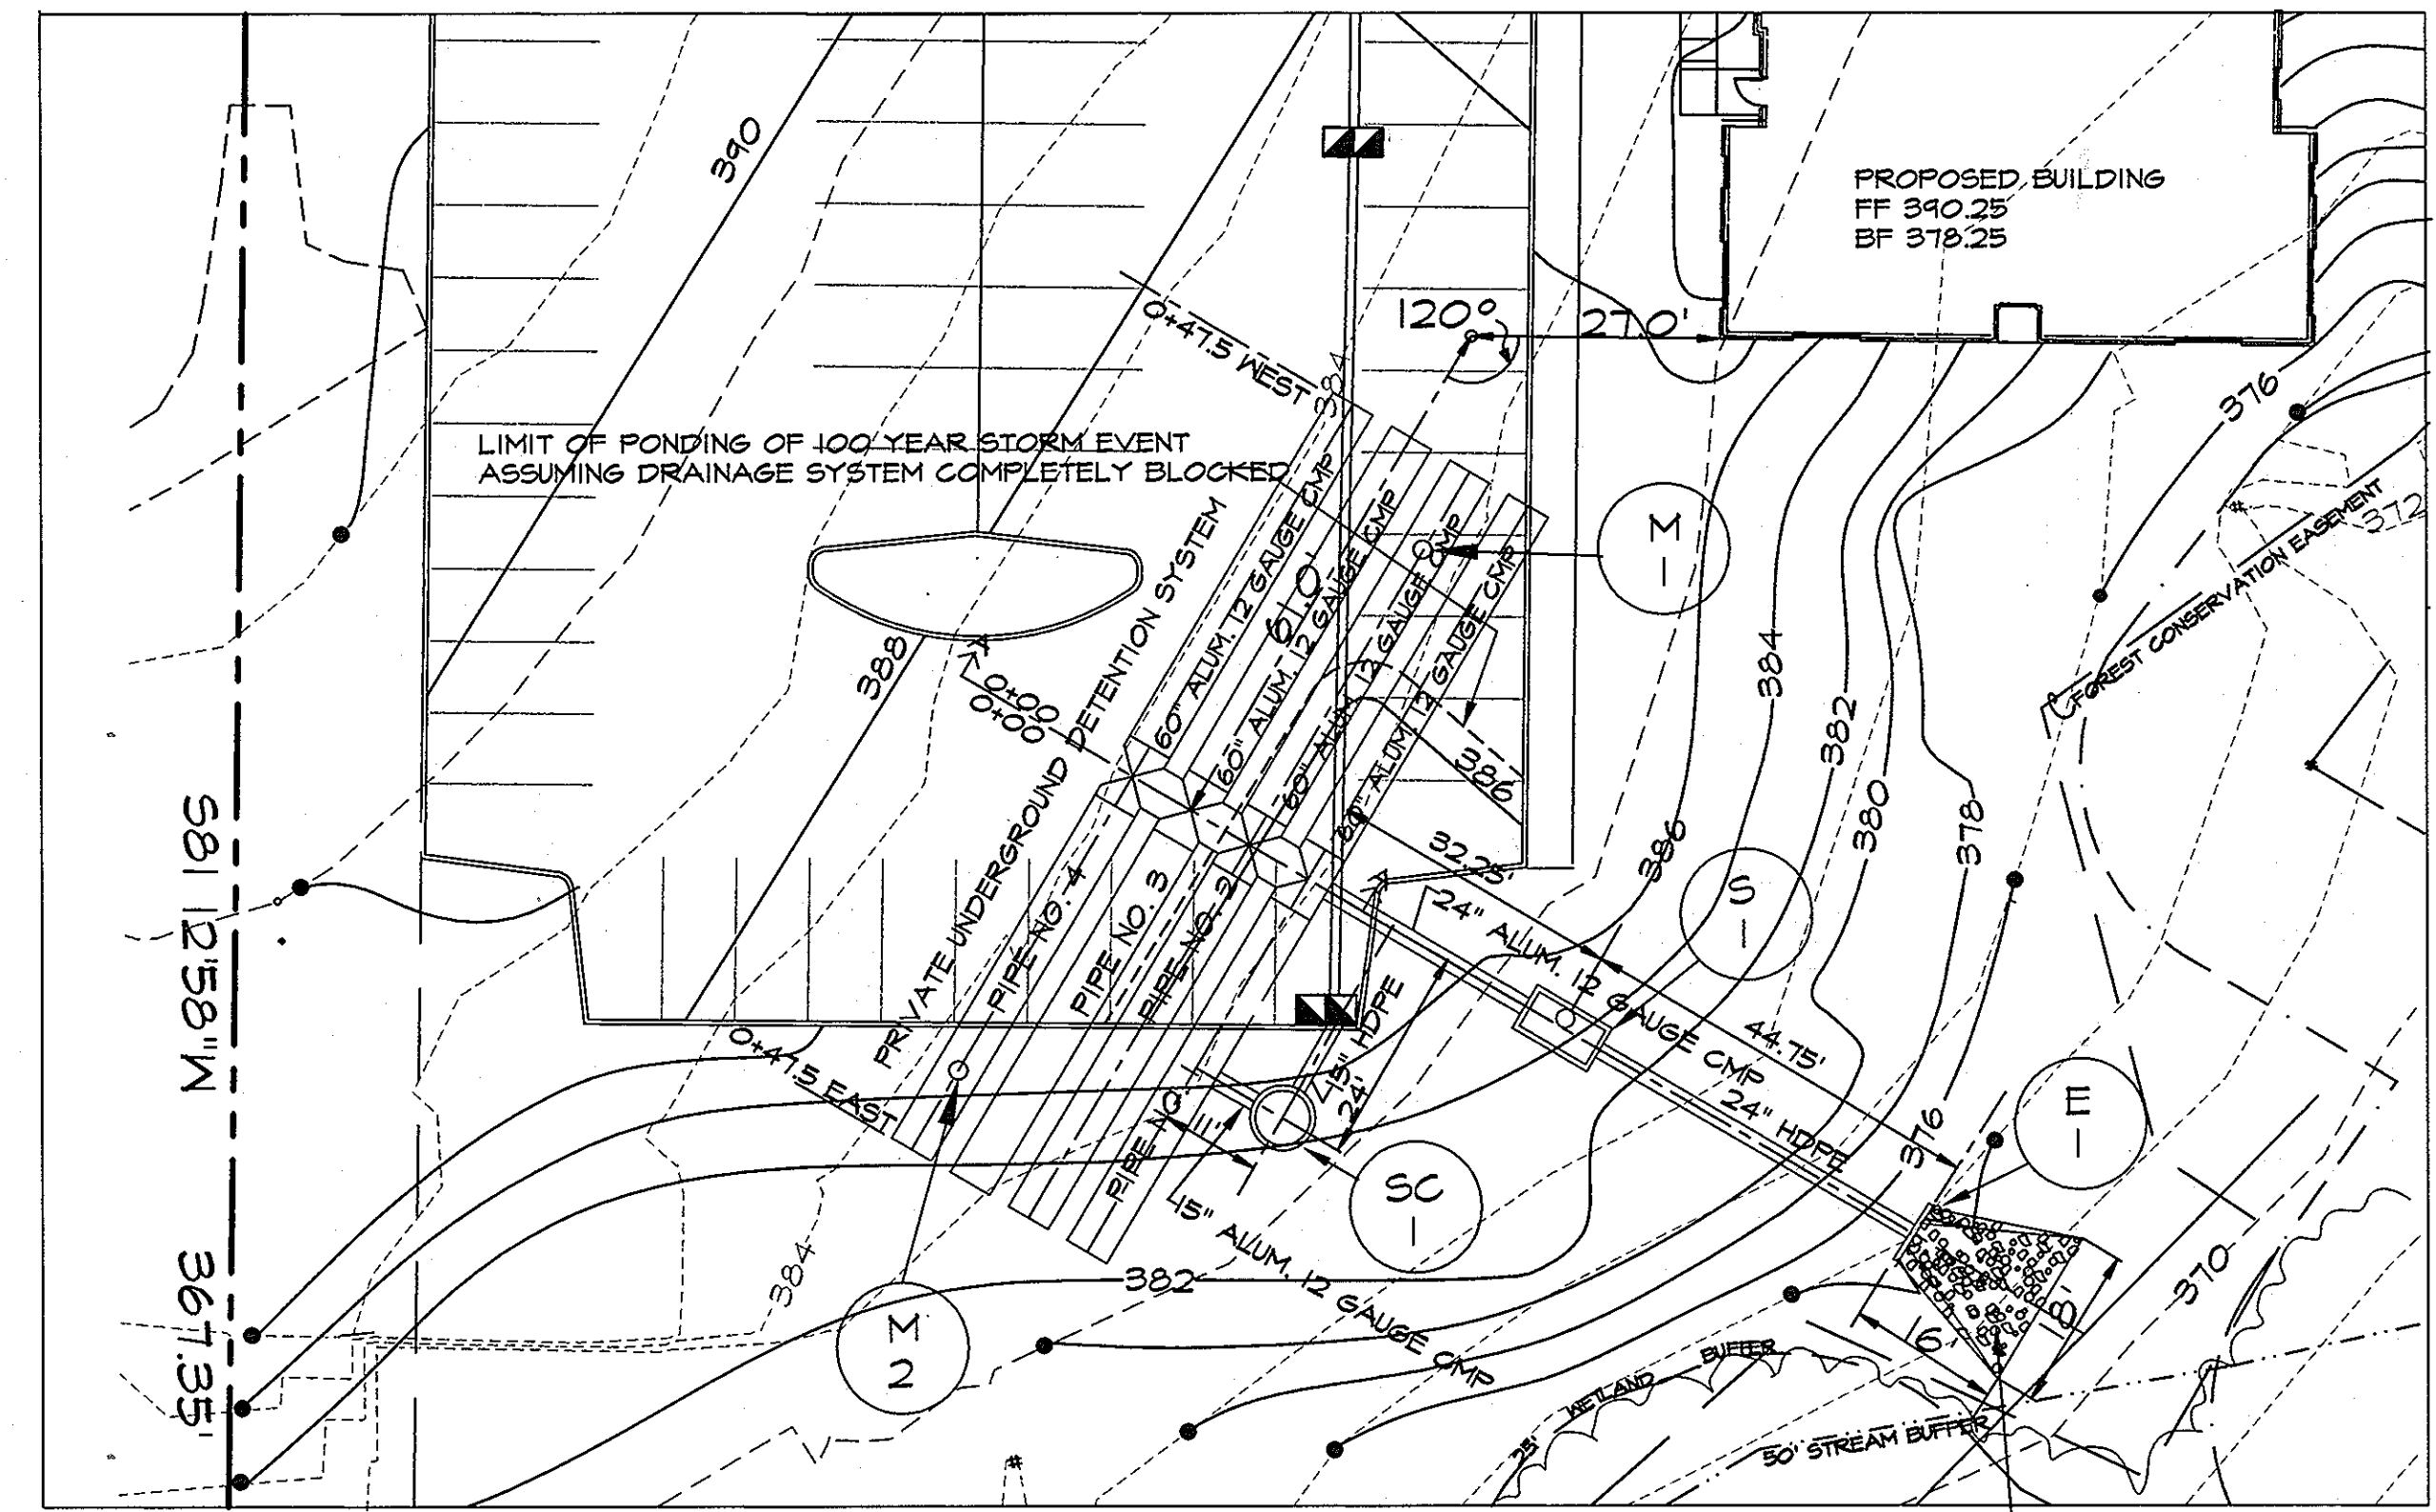 390
PROPOSED BUILDING
FF 390.25
BF 378.25
0+47.5 WEST
384
120°
27.0'
376
LIMIT OF PONDING OF 100 YEAR STORM EVENT
ASSUMING DRAINAGE SYSTEM COMPLETELY BLOCKED
372
FOREST CONSERVATION EASEMENT
M
1
60" ALUM. 12 GAUGE CMP
60" ALUM. 12 GAUGE CMP
60" ALUM. 12 GAUGE CMP
60" ALUM. 12 GAUGE CMP
61.0'
388
A
0+00
0+00
PRIVATE UNDERGROUND DETENTION SYSTEM
386
384
382
380
378
386
32.25'
24" ALUM. 12 GAUGE CMP
A
S
1
S81 12'58"W
367.35'
PIPE NO. 4
PIPE NO. 3
PIPE NO. 2
PIPE NO.
0+47.5 EAST
15" HDPE
24'
11'
44.75'
24" HDPE
376
E
1
SC
1
15" ALUM. 12 GAUGE CMP
384
382
M
2
370
16
18'
25' WETLAND BUFFER
50' STREAM BUFFER